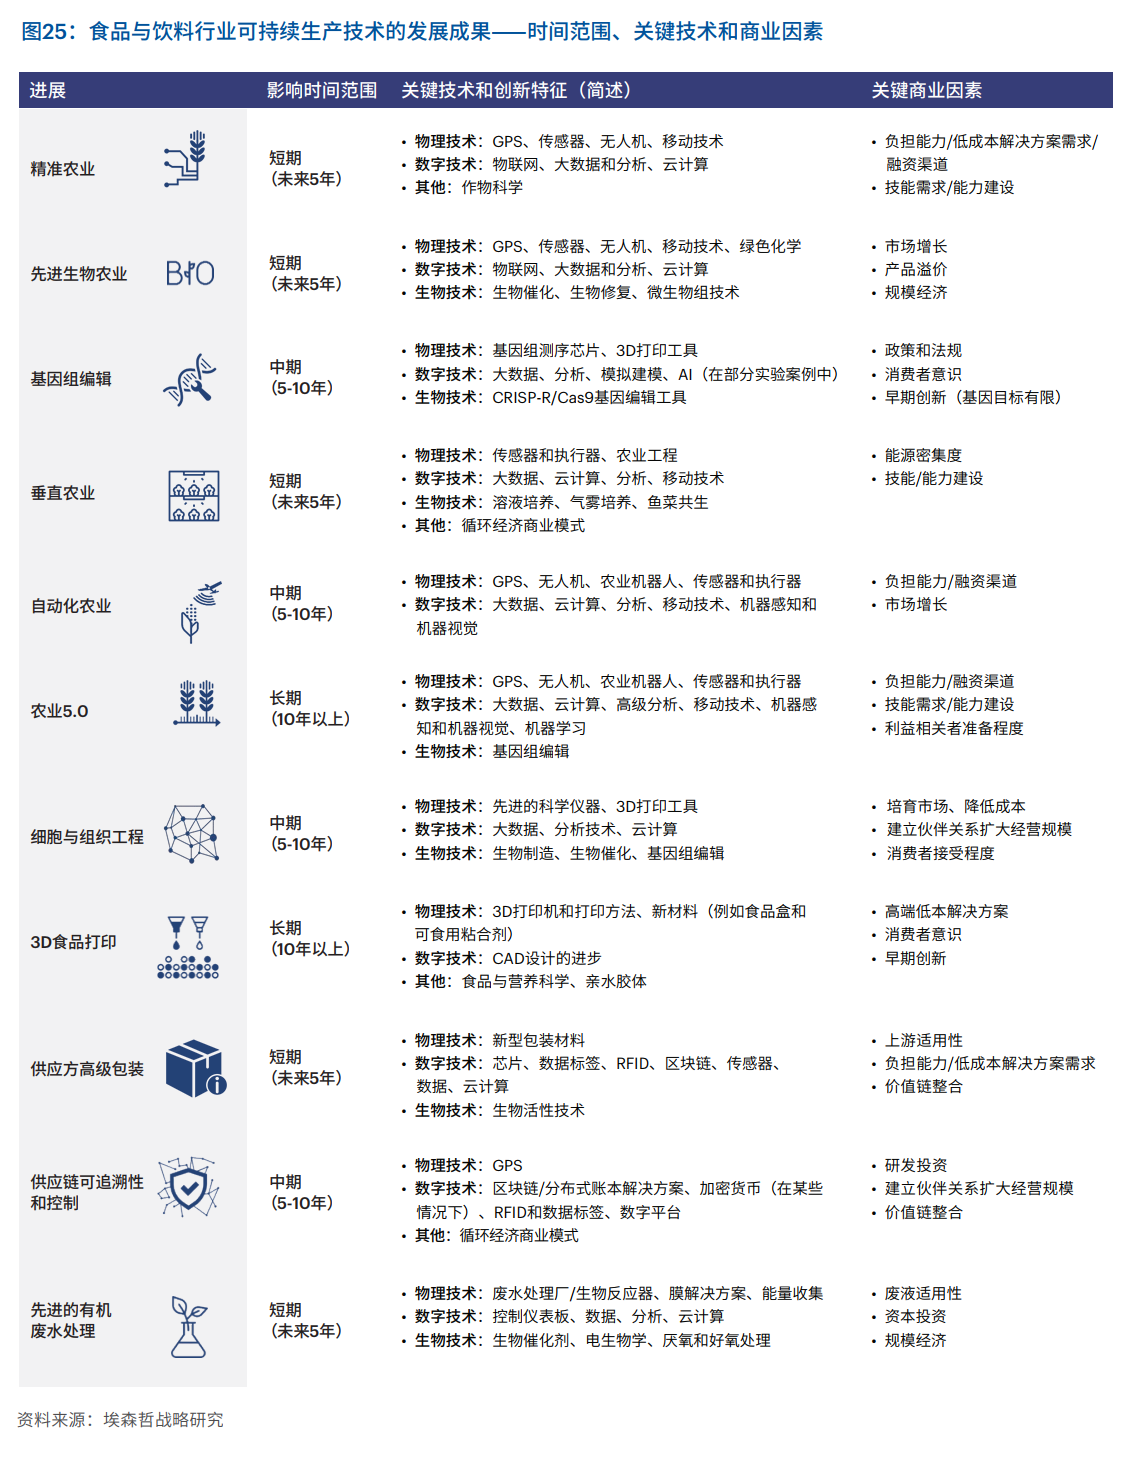 图25：食品与饮料行业可持续生产技术的发展成果——时间范围、关键技术和商业因素
进展 影响时间范围 关键技术和创新特征（简述） 关键商业因素
精准农业
短期
（未来5年）
• 物理技术：GPS、传感器、无人机、移动技术
• 数字技术：物联网、大数据和分析、云计算
• 其他：作物科学
• 负担能力/低成本解决方案需求/
融资渠道
• 技能需求/能力建设
先进生物农业
BIO
短期
（未来5年）
• 物理技术：GPS、传感器、无人机、移动技术、绿色化学
• 数字技术：物联网、大数据和分析、云计算
• 生物技术：生物催化、生物修复、微生物组技术
• 市场增长
• 产品溢价
• 规模经济
基因组编辑
中期
（5-10年）
• 物理技术：基因组测序芯片、3D打印工具
• 数字技术：大数据、分析、模拟建模、AI（在部分实验案例中）
• 生物技术：CRISP-R/Cas9基因编辑工具
• 政策和法规
• 消费者意识
• 早期创新（基因目标有限）
垂直农业
短期
（未来5年）
• 物理技术：传感器和执行器、农业工程
• 数字技术：大数据、云计算、分析、移动技术
• 生物技术：溶液培养、气雾培养、鱼菜共生
• 其他：循环经济商业模式
• 能源密集度
• 技能/能力建设
自动化农业
中期
（5-10年）
• 物理技术：GPS、无人机、农业机器人、传感器和执行器
• 数字技术：大数据、云计算、分析、移动技术、机器感知和
机器视觉
• 负担能力/融资渠道
• 市场增长
农业5.0
长期
（10年以上）
• 物理技术：GPS、无人机、农业机器人、传感器和执行器
• 数字技术：大数据、云计算、高级分析、移动技术、机器感
知和机器视觉、机器学习
• 生物技术：基因组编辑
• 负担能力/融资渠道
• 技能需求/能力建设
• 利益相关者准备程度
细胞与组织工程
中期
（5-10年）
• 物理技术：先进的科学仪器、3D打印工具
• 数字技术：大数据、分析技术、云计算
• 生物技术：生物制造、生物催化、基因组编辑
• 培育市场、降低成本
• 建立伙伴关系扩大经营规模
• 消费者接受程度
3D食品打印
长期
（10年以上）
• 物理技术：3D打印机和打印方法、新材料（例如食品盒和
可食用粘合剂）
• 数字技术：CAD设计的进步
• 其他：食品与营养科学、亲水胶体
• 高端低本解决方案
• 消费者意识
• 早期创新
供应方高级包装
短期
（未来5年）
• 物理技术：新型包装材料
• 数字技术：芯片、数据标签、RFID、区块链、传感器、
数据、云计算
• 生物技术：生物活性技术
• 上游适用性
• 负担能力/低成本解决方案需求
• 价值链整合
供应链可追溯性
和控制
中期
（5-10年）
• 物理技术：GPS
• 数字技术：区块链/分布式账本解决方案、加密货币（在某些
情况下）、RFID和数据标签、数字平台
• 其他：循环经济商业模式
• 研发投资
• 建立伙伴关系扩大经营规模
• 价值链整合
先进的有机
废水处理
短期
（未来5年）
• 物理技术：废水处理厂/生物反应器、膜解决方案、能量收集
• 数字技术：控制仪表板、数据、分析、云计算
• 生物技术：生物催化剂、电生物学、厌氧和好氧处理
• 废液适用性
• 资本投资
• 规模经济
资料来源：埃森哲战略研究